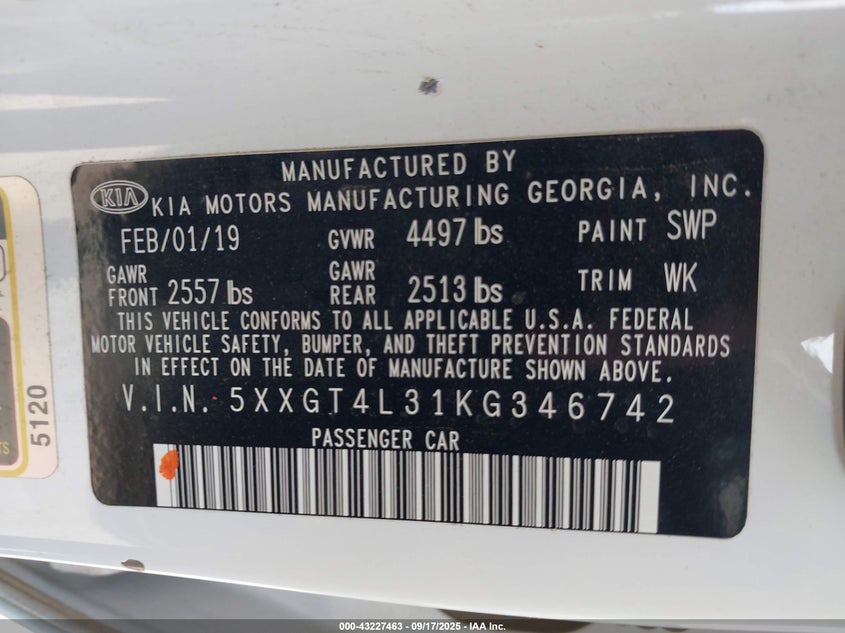 MANUFACTURED BY
KIA KIA MOTORS MANUFACTURING GEORGIA, INC.
FEB/01/19 GVWR 4497 lbs PAINT SWP
GAWR FRONT 2557 lbs GAWR REAR 2513 lbs TRIM WK
THIS VEHICLE CONFORMS TO ALL APPLICABLE U.S.A. FEDERAL
MOTOR VEHICLE SAFETY, BUMPER, AND THEFT PREVENTION STANDARDS
IN EFFECT ON THE DATE OF MANUFACTURE SHOWN ABOVE.
V.I.N. 5XXGT4L31KG346742
PASSENGER CAR
5120
000-43227463 - 09/17/2025 - IAA Inc.